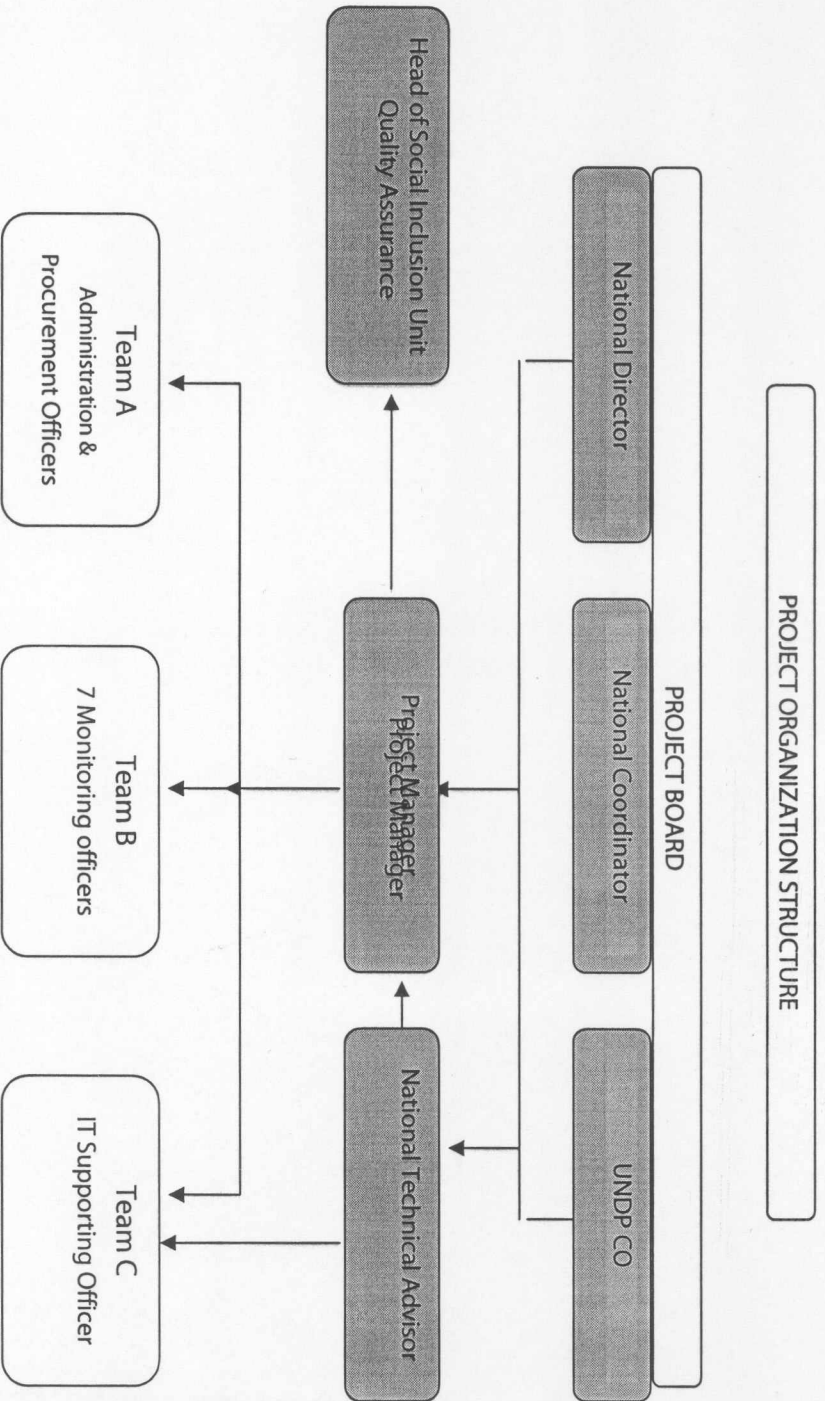 PROJECT ORGANIZATION STRUCTURE
PROJECT BOARD
National Director
National Coordinator
UNDP CO
Head of Social Inclusion Unit
Quality Assurance
Project Manager
Project Manager
National Technical Advisor
Team A
Administration &
Procurement Officers
Team B
7 Monitoring officers
Team C
IT Supporting Officer